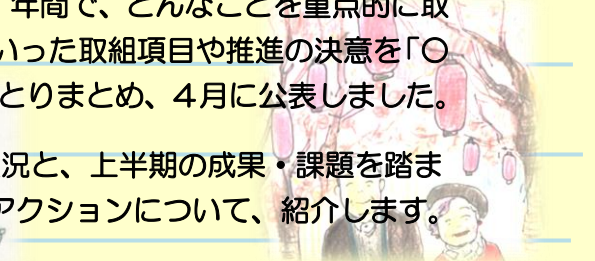 年間で、どんなことを重点的に取
いった取組項目や推進の決意を「〇
とりまとめ、４月に公表しました。
況と、上半期の成果・課題を踏ま
アクションについて、紹介します。